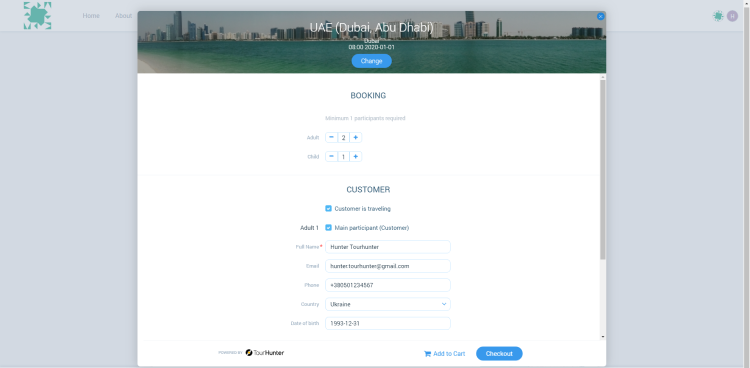 Home About
UAE (Dubai, Abu Dhabi)
Dubai
08:00 2020-01-01
Change
H
BOOKING
Minimum 1 participants required
Adult - 2 +
Child - 1 +
CUSTOMER
Customer is traveling
Adult 1 Main participant (Customer)
Full Name* Hunter Tourhunter
Email hunter.tourhunter@gmail.com
Phone +380501234567
Country Ukraine
Date of birth 1993-12-31
POWERED BY TourHunter
Add to Cart Checkout